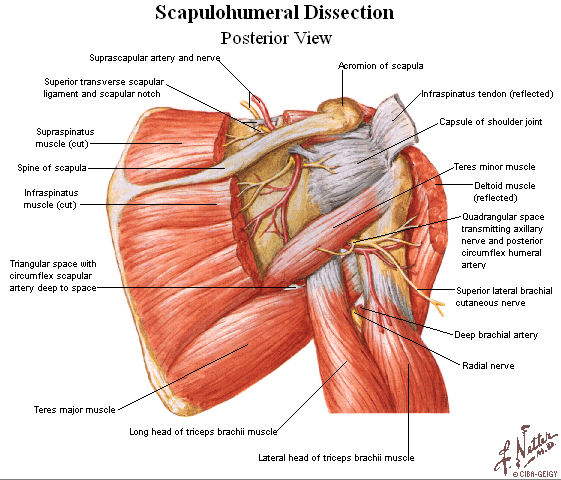 Scapulohumeral Dissection
Posterior View
Suprascapular artery and nerve
Acromion of scapula
Superior transverse scapular
ligament and scapular notch
Infraspinatus tendon (reflected)
Capsule of shoulder joint
Supraspinatus
muscle (cut)
Spine of scapula
Teres minor muscle
Infraspinatus
muscle (cut)
Deltoid muscle
(reflected)
Quadrangular space
transmitting axillary
nerve and posterior
circumflex humeral
artery
Triangular space with
circumflex scapular
artery deep to space
Superior lateral brachial
cutaneous nerve
Deep brachial artery
Radial nerve
Teres major muscle
Long head of triceps brachii muscle
Lateral head of triceps brachii muscle
F. Netter
M.D.
© CIBA-GEIGY